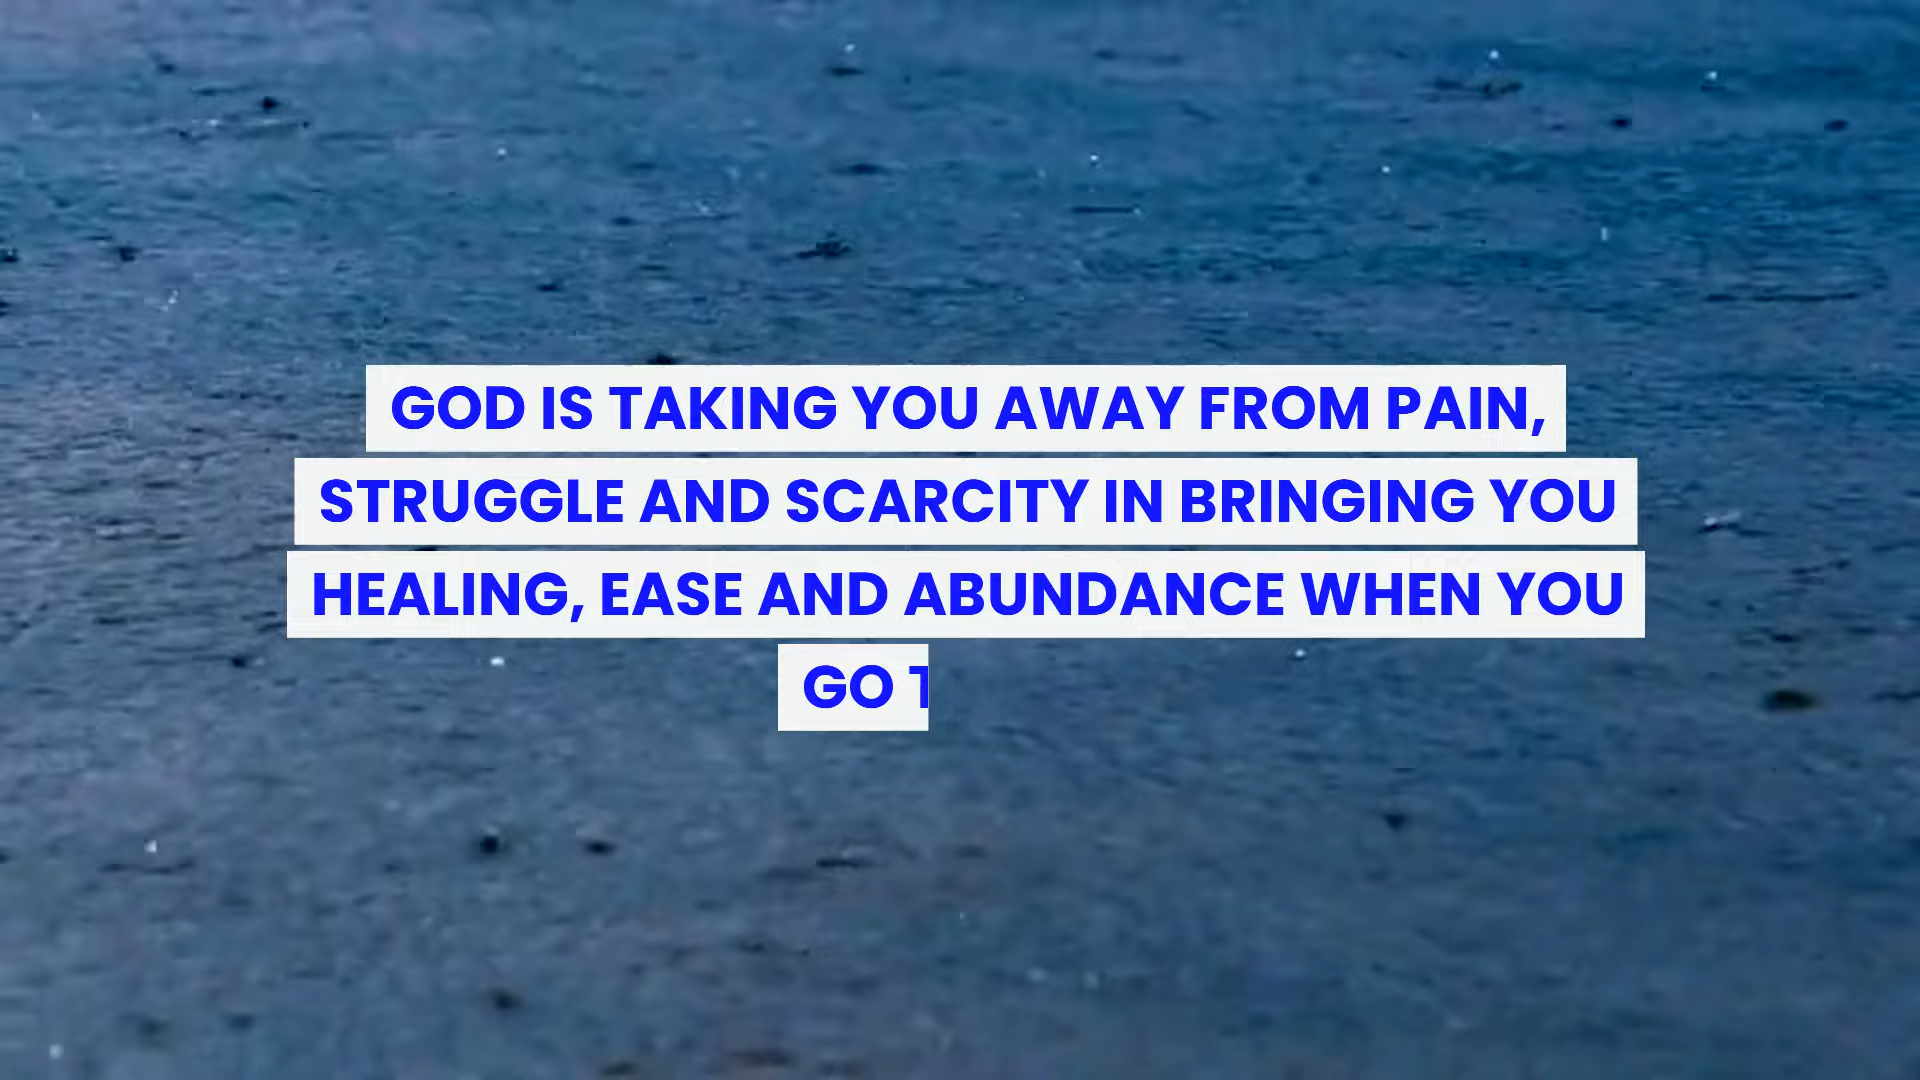 GOD IS TAKING YOU AWAY FROM PAIN,
STRUGGLE AND SCARCITY IN BRINGING YOU
HEALING, EASE AND ABUNDANCE WHEN YOU
GO